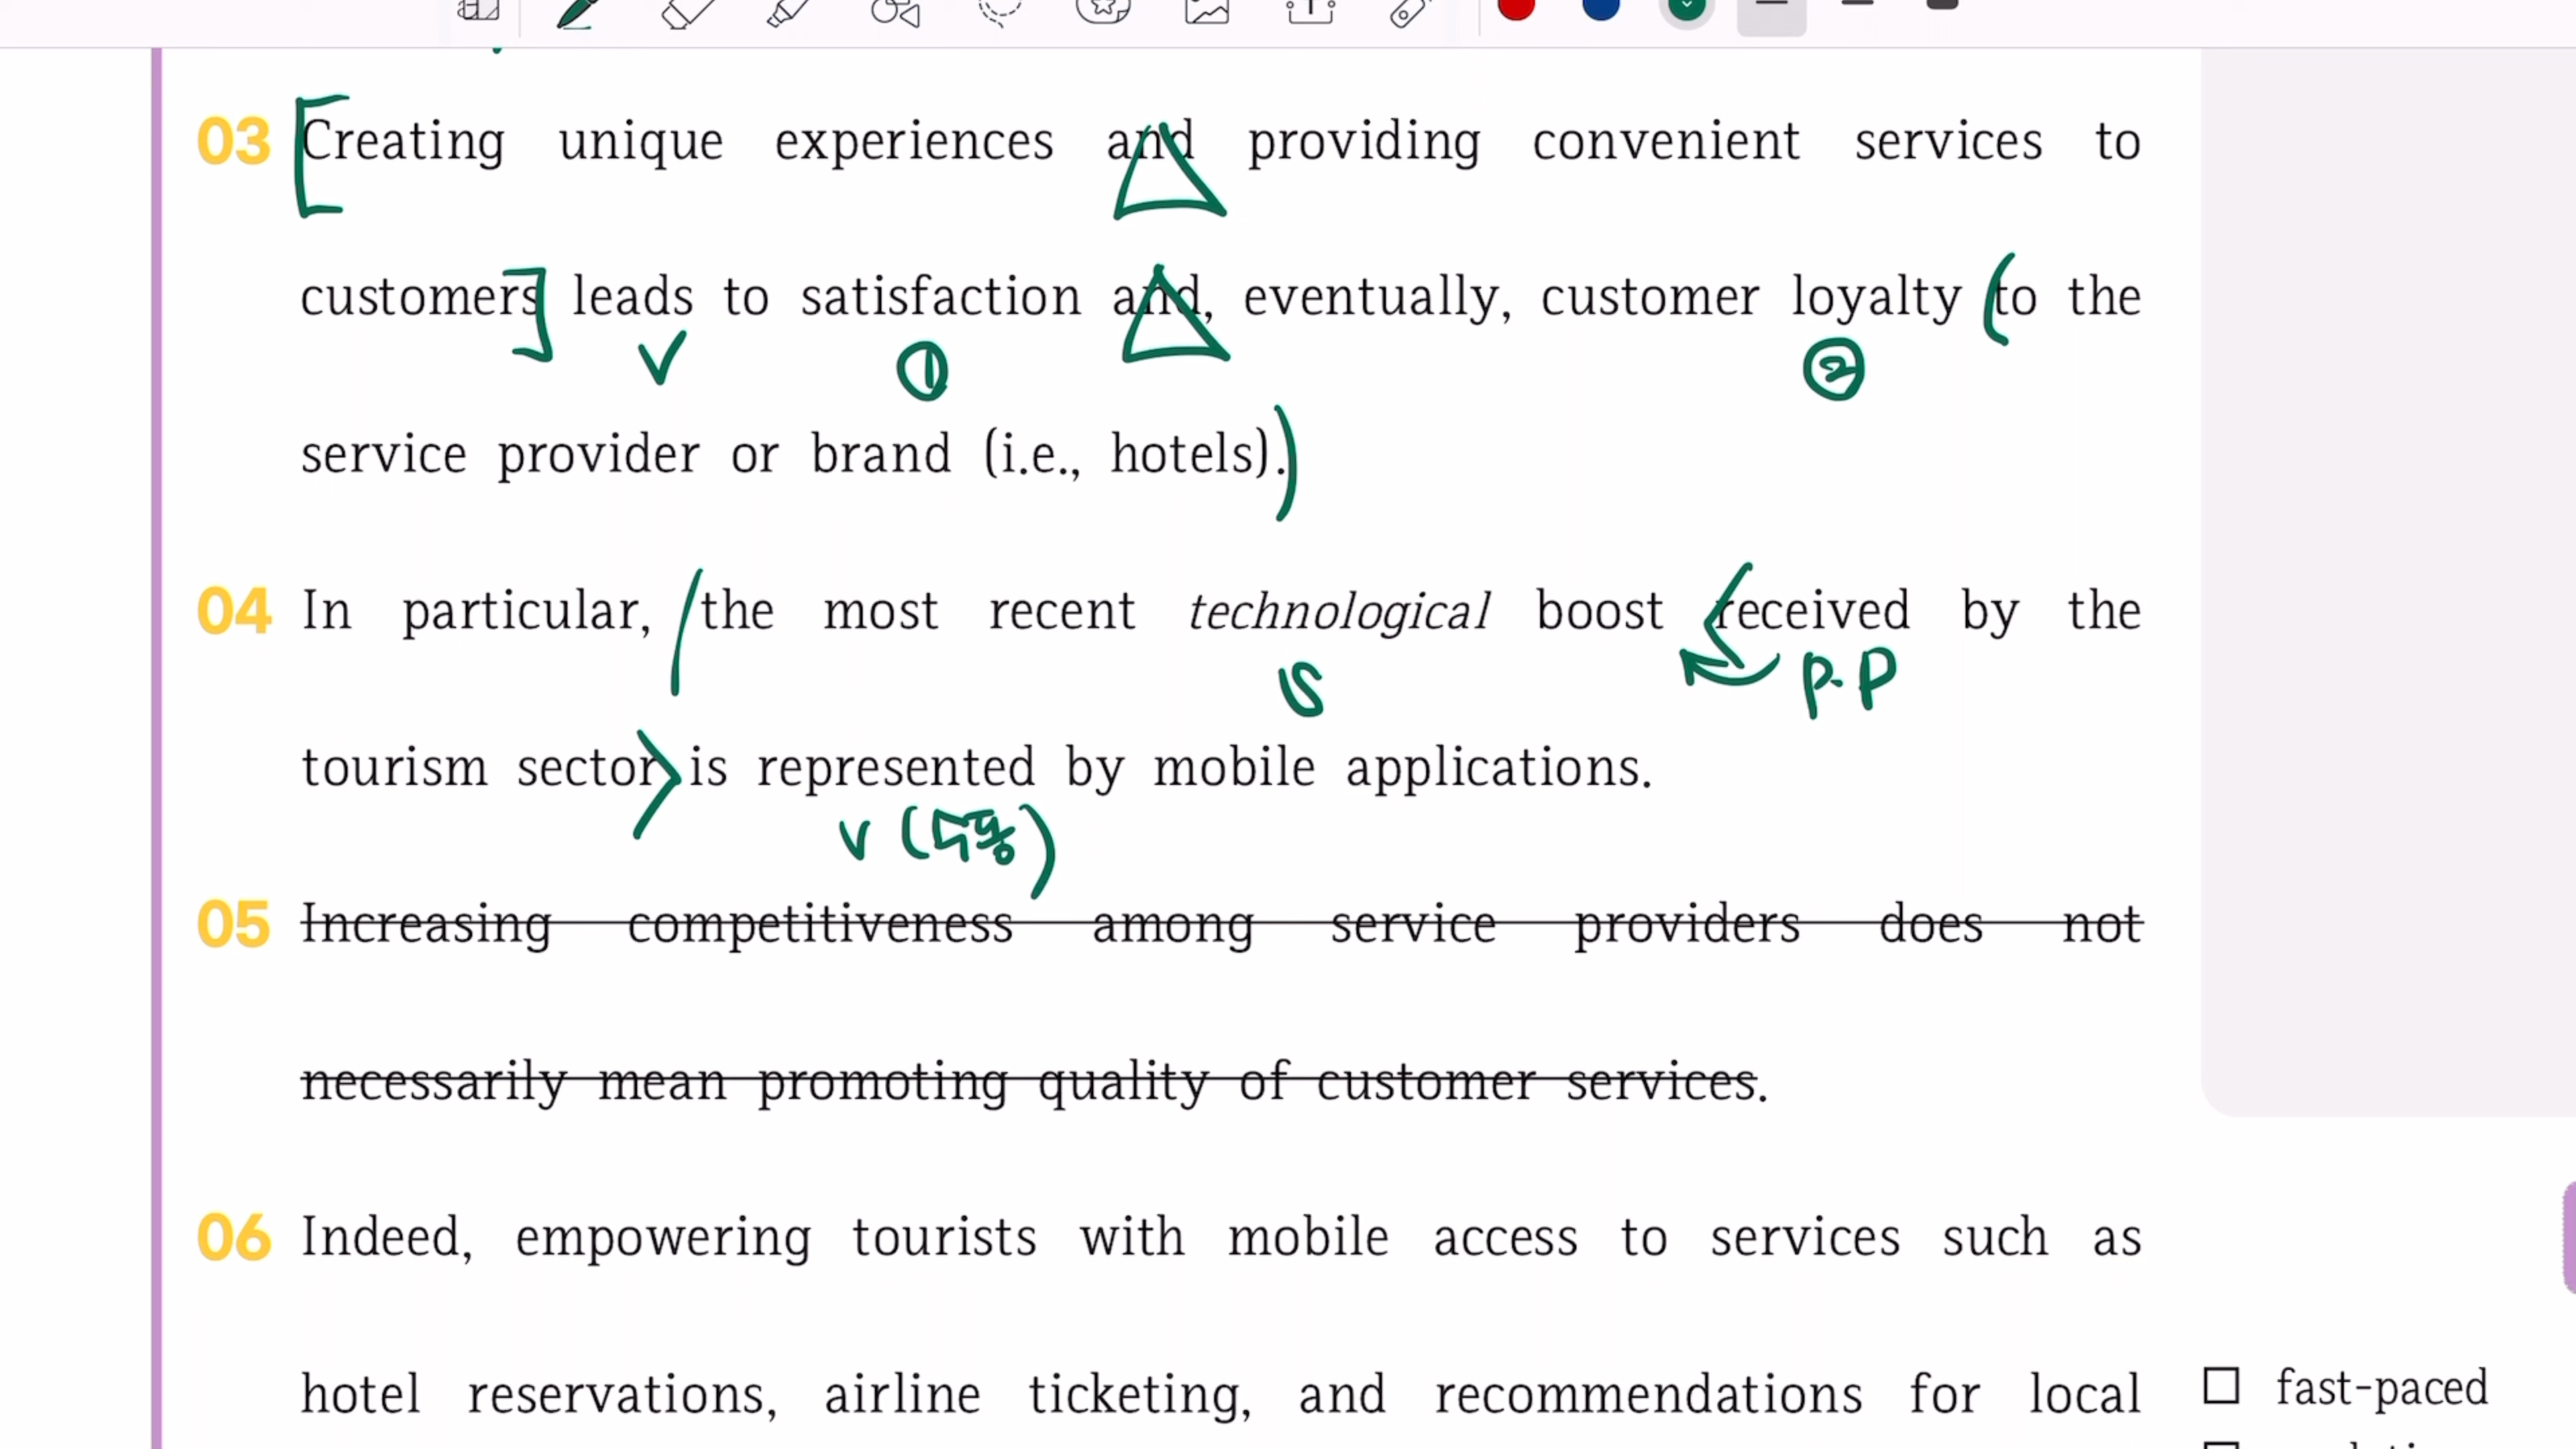 03 Creating unique experiences and providing convenient services to
customers leads to satisfaction and, eventually, customer loyalty to the
V ① ②
service provider or brand (i.e., hotels).
04 In particular, the most recent technological boost received by the
S p.p
tourism sector is represented by mobile applications.
V (수동)
05 Increasing competitiveness among service providers does not
necessarily mean promoting quality of customer services.
06 Indeed, empowering tourists with mobile access to services such as
hotel reservations, airline ticketing, and recommendations for local
□ fast-paced